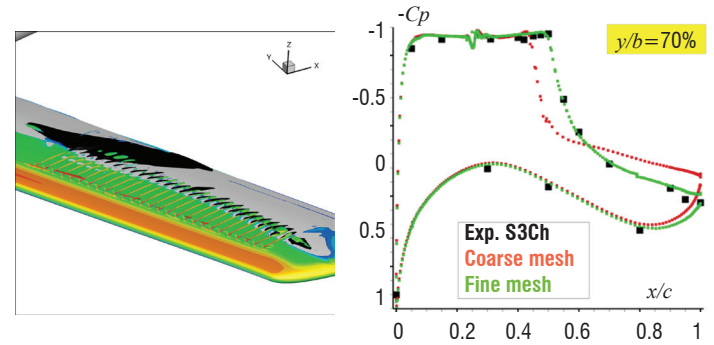 Z
Y
X
-Cp
y/b=70%
-1
-0.5
0
0.5
1
Exp. S3Ch
Coarse mesh
Fine mesh
x/c
0 0.2 0.4 0.6 0.8 1